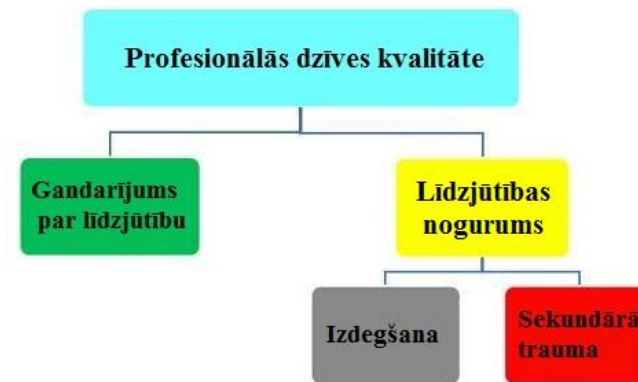 Profesionālās dzīves kvalitāte
Gandarījums
par līdzjūtību
Līdzjūtības
nogurums
Izdegšana
Sekundārā
trauma